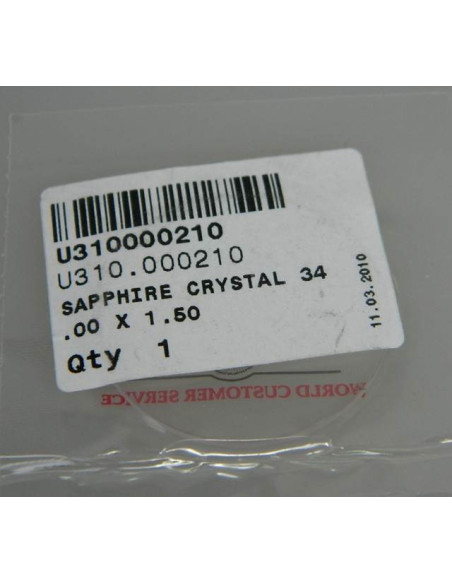 U310000210
U310.000210
SAPPHIRE CRYSTAL 34
.00 X 1.50
Qty 1
11.03.2010
WORLD CUSTOMER SERVICE